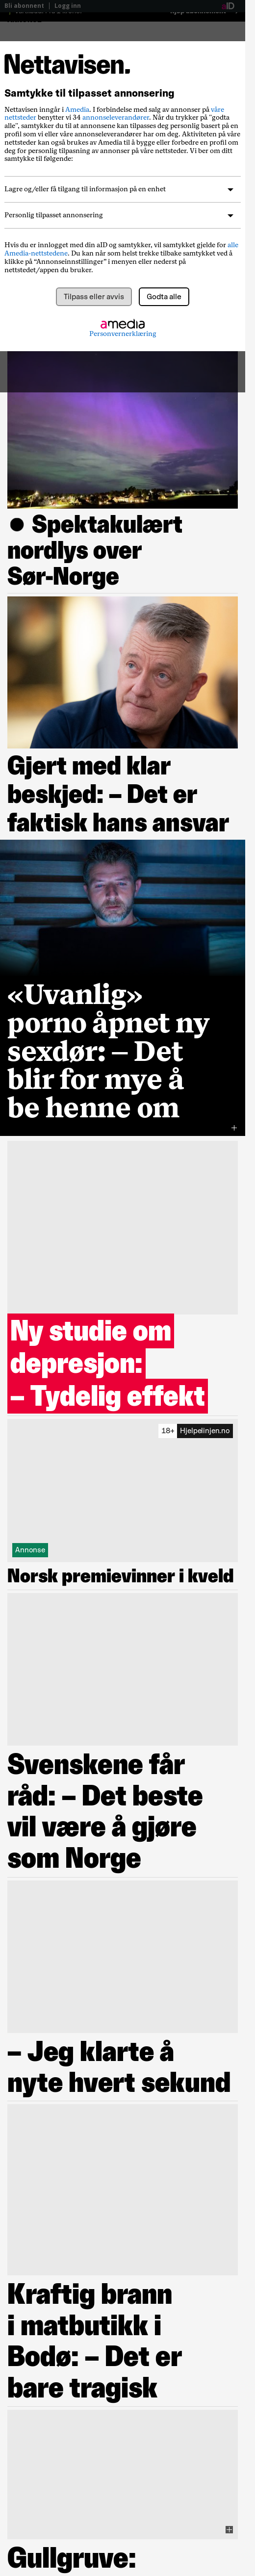 Bli abonnent | Logg inn
aID
Nettavisen.
Samtykke til tilpasset annonsering
Nettavisen inngår i Amedia. I forbindelse med salg av annonser på våre
nettsteder benytter vi 34 annonseleverandører. Når du trykker på "godta
alle", samtykker du til at annonsene kan tilpasses deg personlig basert på en
profil som vi eller våre annonseleverandører har om deg. Aktiviteten på våre
nettsteder kan også brukes av Amedia til å bygge eller forbedre en profil om
deg for personlig tilpasning av annonser på våre nettsteder. Vi ber om ditt
samtykke til følgende:
Lagre og/eller få tilgang til informasjon på en enhet
Personlig tilpasset annonsering
Hvis du er innlogget med din aID og samtykker, vil samtykket gjelde for alle
Amedia-nettstedene. Du kan når som helst trekke tilbake samtykket ved å
klikke på “Annonseinnstillinger” i menyen eller nederst på
nettstedet/appen du bruker.
Tilpass eller avvis
Godta alle
amedia
Personvernerklæring
● Spektakulært
nordlys over
Sør-Norge
Gjert med klar
beskjed: – Det er
faktisk hans ansvar
«Uvanlig»
porno åpnet ny
sexdør: – Det
blir for mye å
be henne om
Ny studie om
depresjon:
– Tydelig effekt
18+ Hjelpelinjen.no
Annonse
Norsk premievinner i kveld
Svenskene får
råd: – Det beste
vil være å gjøre
som Norge
– Jeg klarte å
nyte hvert sekund
Kraftig brann
i matbutikk i
Bodø: – Det er
bare tragisk
Gullgruve: